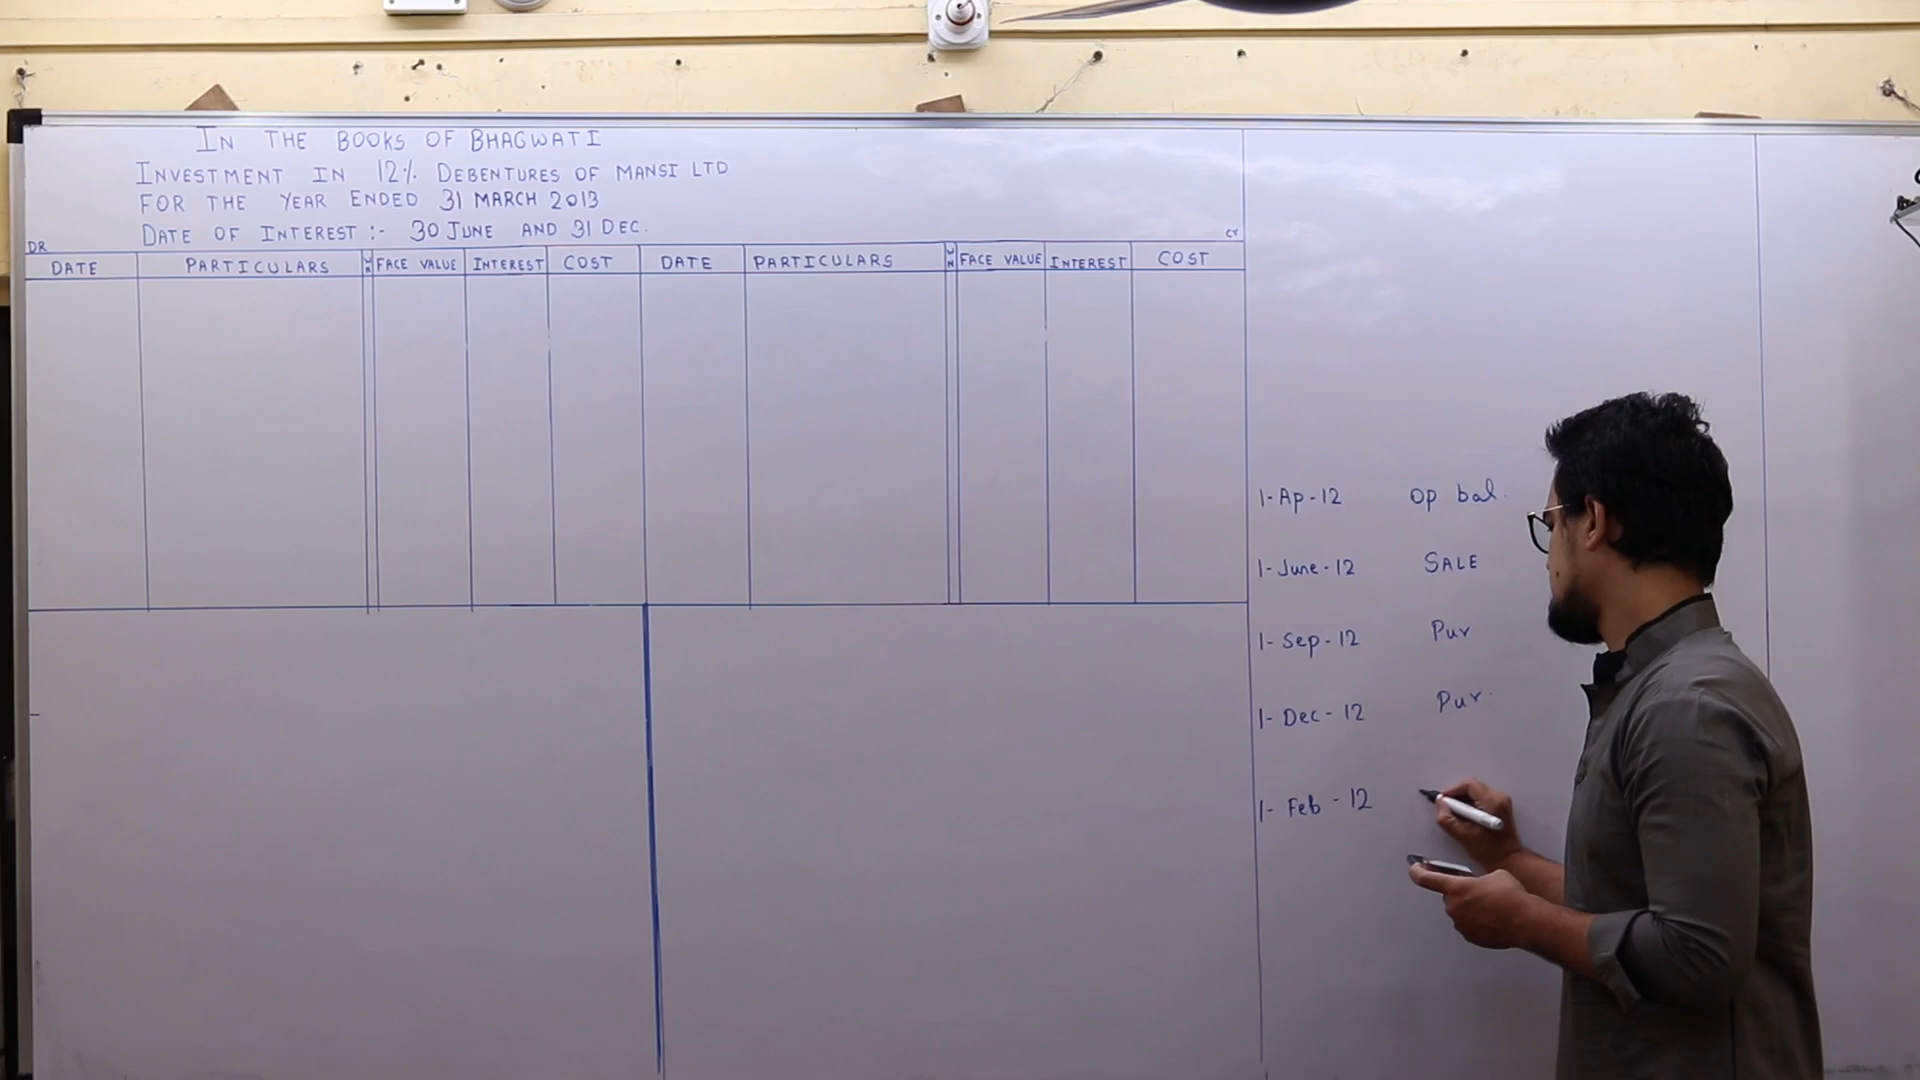 IN THE BOOKS OF BHAGWATI
INVESTMENT IN 12% DEBENTURES OF MANSI LTD
FOR THE YEAR ENDED 31 MARCH 2013
DATE OF INTEREST :- 30 JUNE AND 31 DEC.
DR cr
DATE PARTICULARS FACE VALUE INTEREST COST DATE PARTICULARS FACE VALUE INTEREST COST
1-Ap-12 op bal.
1-June-12 SALE
1-Sep-12 Pur
1-Dec-12 Pur.
1-Feb-12